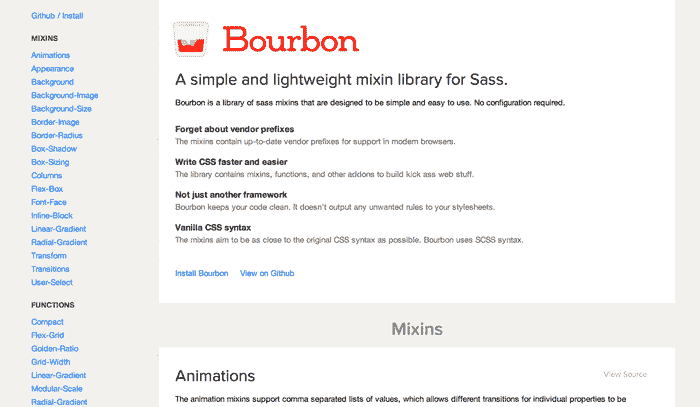 Github / Install
MIXINS
Animations
Appearance
Background
Background-Image
Background-Size
Border-Image
Border-Radius
Box-Shadow
Box-Sizing
Columns
Flex-Box
Font-Face
Inline-Block
Linear-Gradient
Radial-Gradient
Transform
Transitions
User-Select
FUNCTIONS
Compact
Flex-Grid
Golden-Ratio
Grid-Width
Linear-Gradient
Modular-Scale
Radial-Gradient
Bourbon
A simple and lightweight mixin library for Sass.
Bourbon is a library of sass mixins that are designed to be simple and easy to use. No configuration required.
Forget about vendor prefixes
The mixins contain up-to-date vendor prefixes for support in modern browsers.
Write CSS faster and easier
The library contains mixins, functions, and other addons to build kick ass web stuff.
Not just another framework
Bourbon keeps your code clean. It doesn't output any unwanted rules to your stylesheets.
Vanilla CSS syntax
The mixins aim to be as close to the original CSS syntax as possible. Bourbon uses SCSS syntax.
Install Bourbon View on Github
Mixins
Animations View Source
The animation mixins support comma separated lists of values, which allows different transitions for individual properties to be